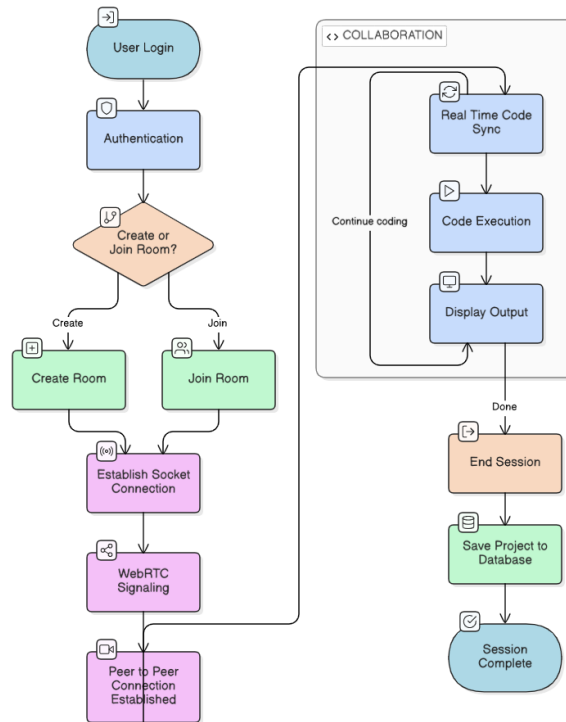 User Login
Authentication
Create or
Join Room?
Create
Join
Create Room
Join Room
Establish Socket
Connection
WebRTC
Signaling
Peer to Peer
Connection
Established
<> COLLABORATION
Real Time Code
Sync
Continue coding
Code Execution
Display Output
Done
End Session
Save Project to
Database
Session
Complete